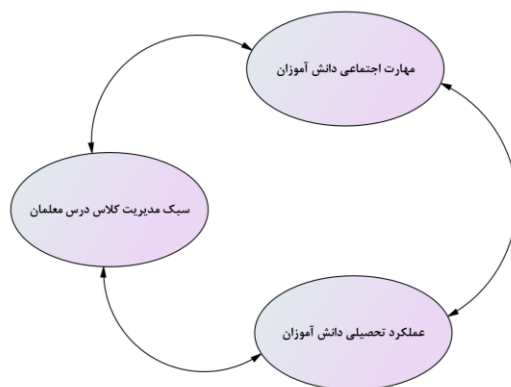 مهارت اجتماعی دانش آموزان
سبک مدیریت کلاس درس معلمان
عملکرد تحصیلی دانش آموزان